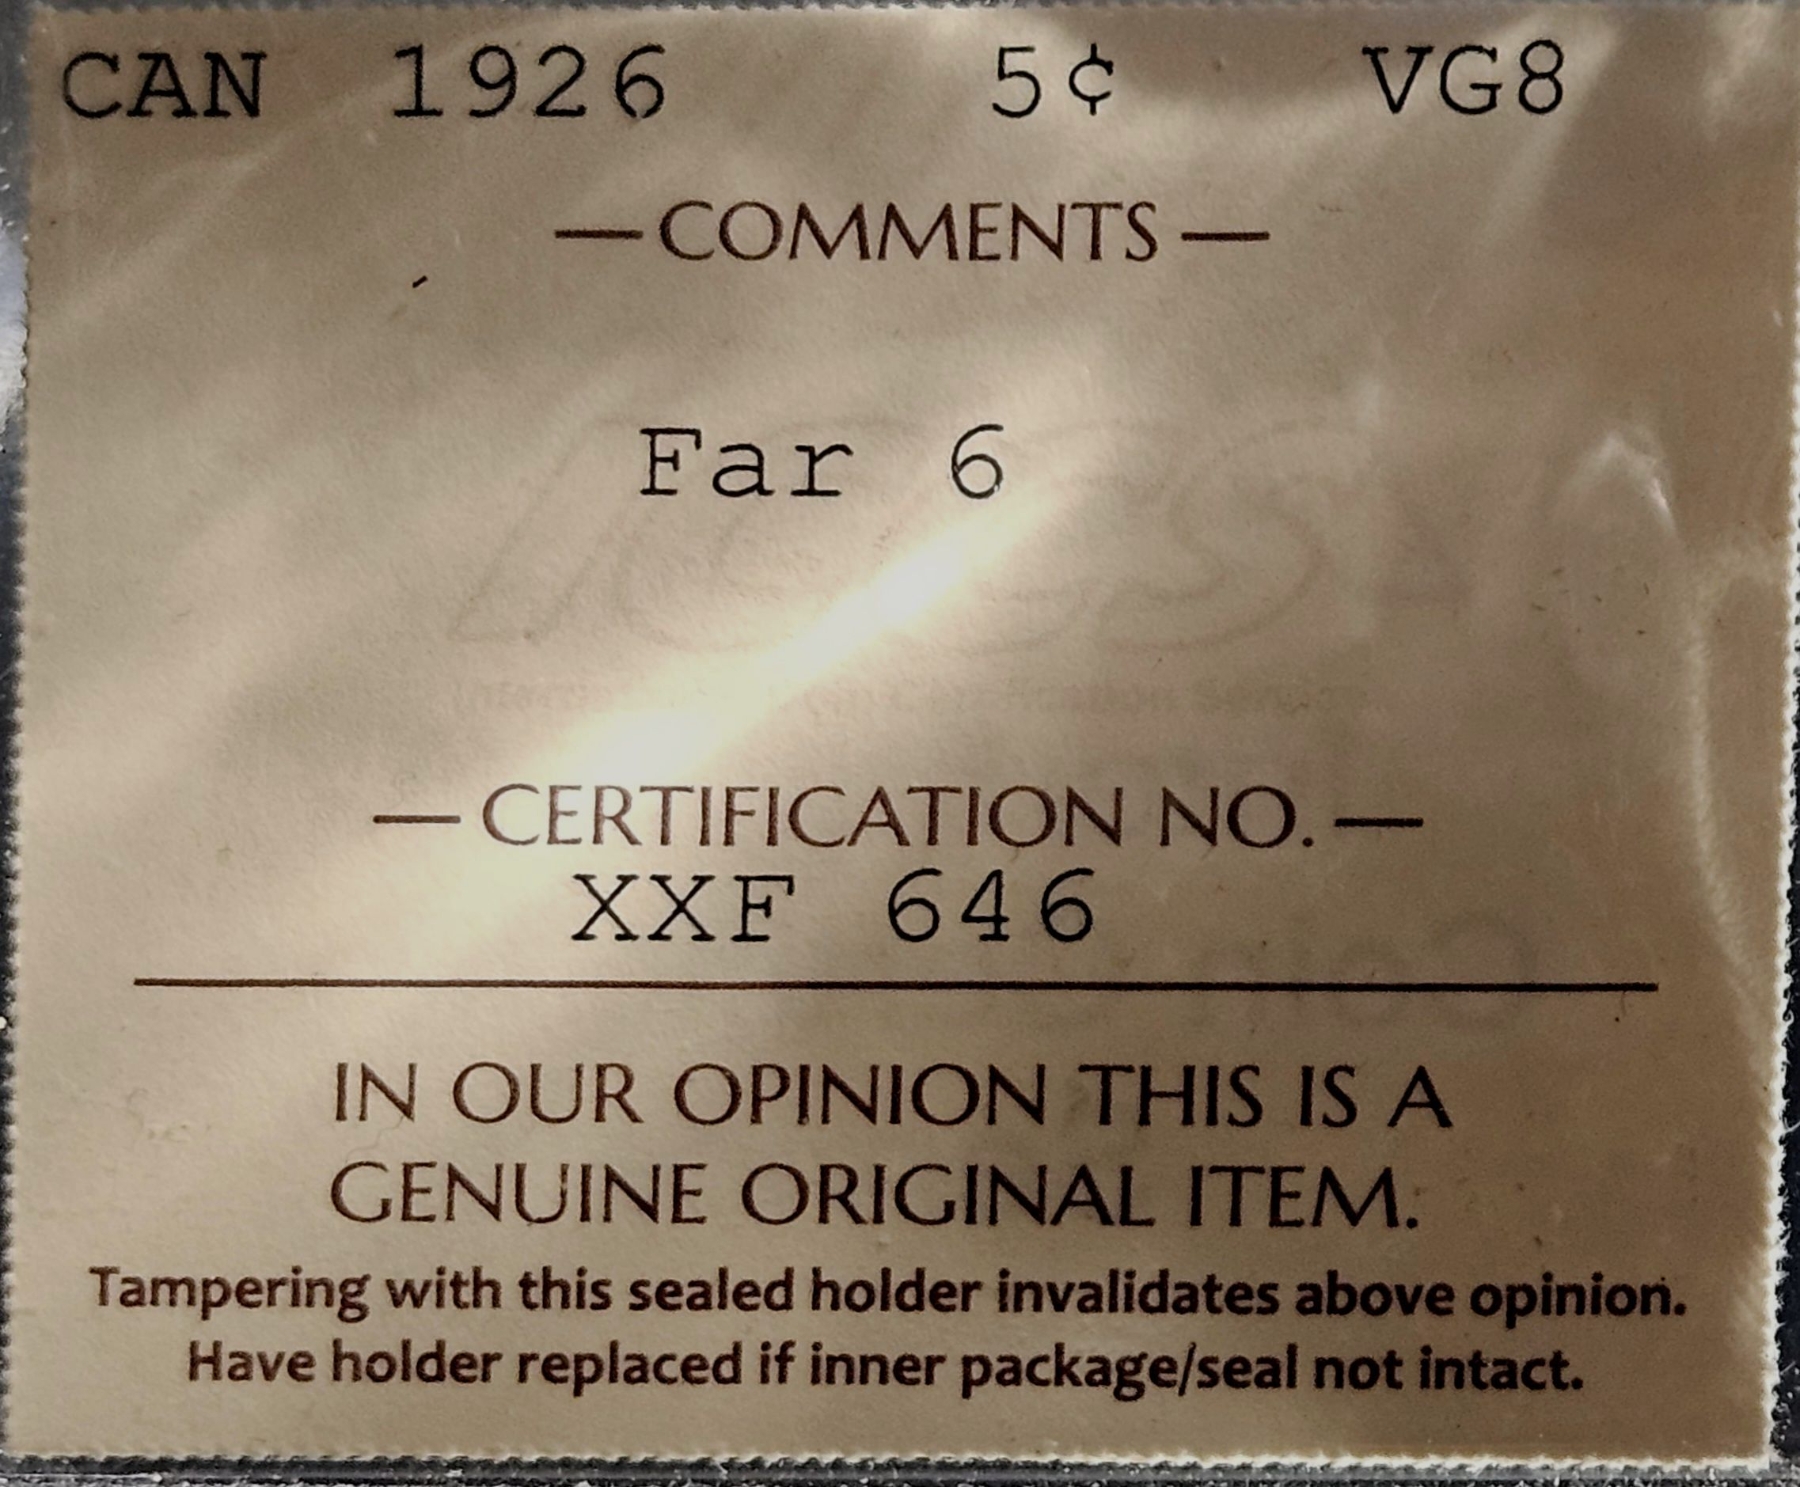 CAN 1926 5¢ VG8
— COMMENTS —
Far 6
— CERTIFICATION NO. —
XXF 646
IN OUR OPINION THIS IS A
GENUINE ORIGINAL ITEM.
Tampering with this sealed holder invalidates above opinion.
Have holder replaced if inner package/seal not intact.